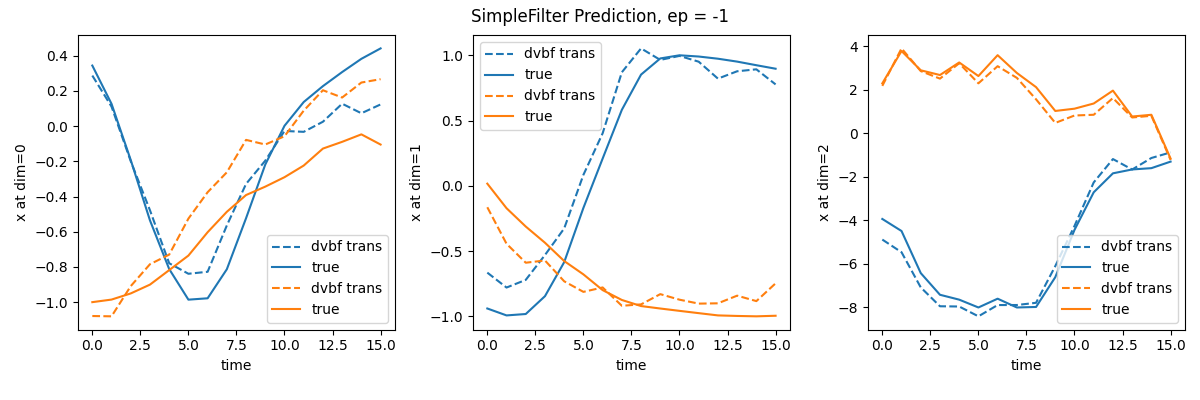 SimpleFilter Prediction, ep = -1
x at dim=0
0.4
0.2
0.0
−0.2
−0.4
−0.6
−0.8
−1.0
dvbf trans
true
dvbf trans
true
0.0 2.5 5.0 7.5 10.0 12.5 15.0
time
x at dim=1
1.0
0.5
0.0
−0.5
−1.0
dvbf trans
true
dvbf trans
true
0.0 2.5 5.0 7.5 10.0 12.5 15.0
time
x at dim=2
4
2
0
−2
−4
−6
−8
dvbf trans
true
dvbf trans
true
0.0 2.5 5.0 7.5 10.0 12.5 15.0
time